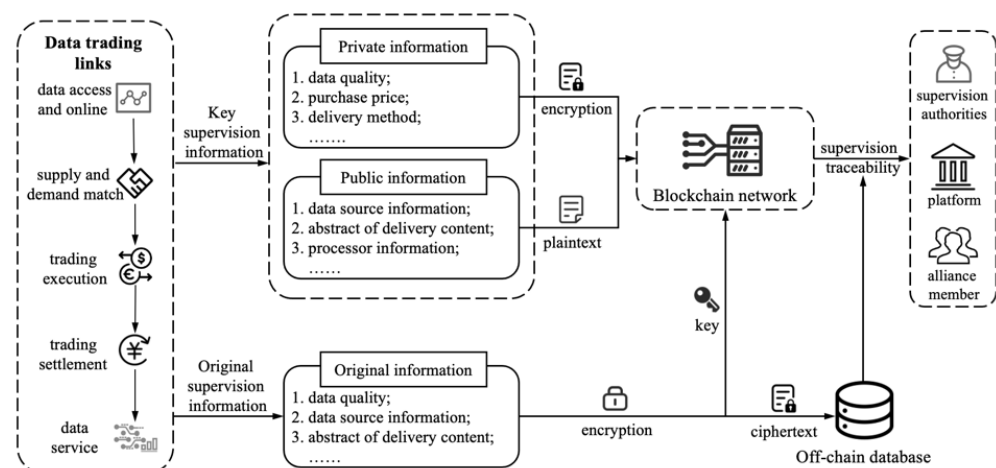 Data trading
links
data access
and online
supply and
demand match
trading
execution
trading
settlement
data
service
Key
supervision
information
Original
supervision
information
Private information
1. data quality;
2. purchase price;
3. delivery method;
.......
Public information
1. data source information;
2. abstract of delivery content;
3. processor information;
......
Original information
1. data quality;
2. data source information;
3. abstract of delivery content;
......
encryption
plaintext
Blockchain network
key
encryption
ciphertext
Off-chain database
supervision
traceability
supervision
authorities
platform
alliance
member